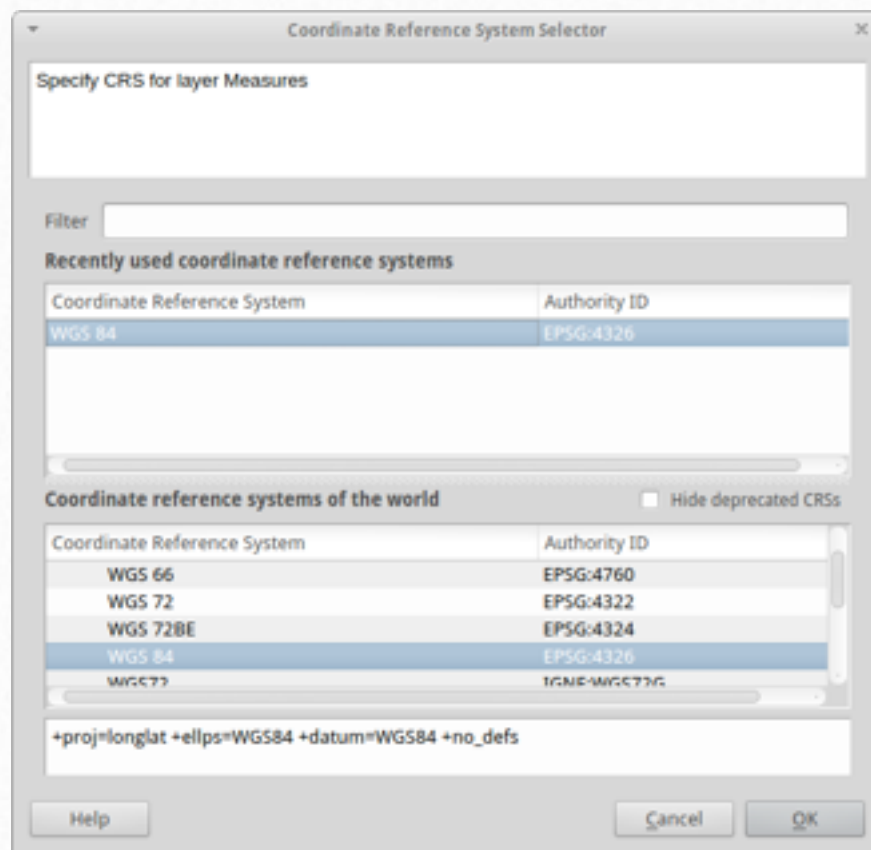 Coordinate Reference System Selector
Specify CRS for layer Measures
Filter
Recently used coordinate reference systems
Coordinate Reference System Authority ID
WGS 84 EPSG:4326
Coordinate reference systems of the world Hide deprecated CRSs
Coordinate Reference System Authority ID
WGS 66 EPSG:4760
WGS 72 EPSG:4322
WGS 72BE EPSG:4324
WGS 84 EPSG:4326
WGS72 IGNF:WGS72G
+proj=longlat +ellps=WGS84 +datum=WGS84 +no_defs
Help Cancel OK